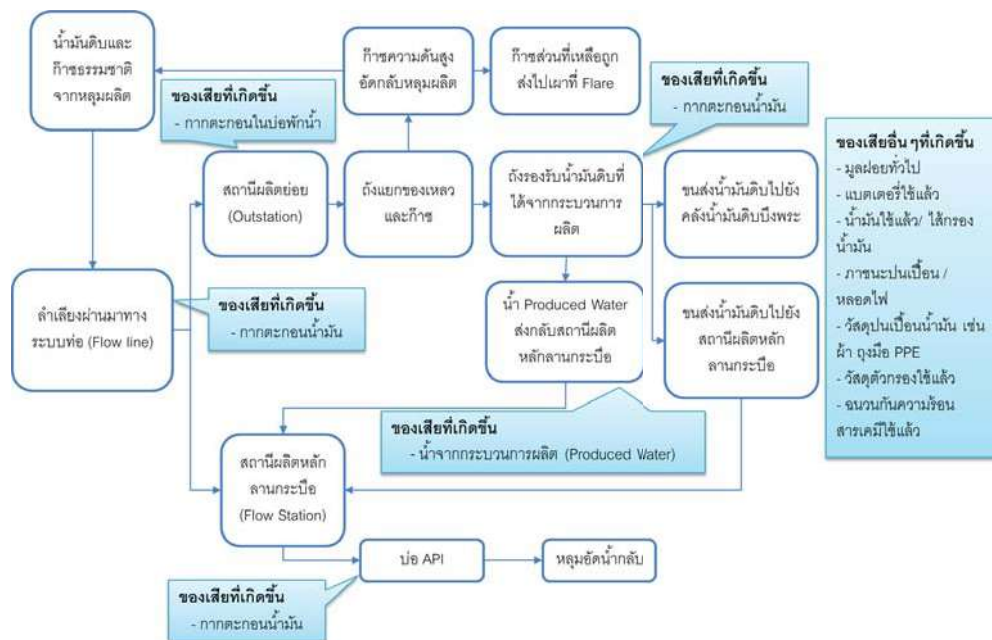 น้ำมันดิบและ
ก๊าซธรรมชาติ
จากหลุมผลิต
ก๊าซความดันสูง
อัดกลับหลุมผลิต
ก๊าซส่วนที่เหลือถูก
ส่งไปเผาที่ Flare
ของเสียที่เกิดขึ้น
- กากตะกอนในบ่อพักน้ำ
ของเสียที่เกิดขึ้น
- กากตะกอนน้ำมัน
สถานีผลิตย่อย
(Outstation)
ถังแยกของเหลว
และก๊าซ
ถังรองรับน้ำมันดิบที่
ได้จากกระบวนการ
ผลิต
ขนส่งน้ำมันดิบไปยัง
คลังน้ำมันดิบบึงพระ
ของเสียอื่น ๆที่เกิดขึ้น
- มูลฝอยทั่วไป
- แบตเตอรี่ใช้แล้ว
- น้ำมันใช้แล้ว/ ไส้กรอง
น้ำมัน
- ภาชนะปนเปื้อน /
หลอดไฟ
- วัสดุปนเปื้อนน้ำมัน เช่น
ผ้า ถุงมือ PPE
- วัสดุตัวกรองใช้แล้ว
- ฉนวนกันความร้อน
สารเคมีใช้แล้ว
ลำเลียงผ่านมาทาง
ระบบท่อ (Flow line)
ของเสียที่เกิดขึ้น
- กากตะกอนน้ำมัน
น้ำ Produced Water
ส่งกลับสถานีผลิต
หลักลานกระบือ
ขนส่งน้ำมันดิบไปยัง
สถานีผลิตหลัก
ลานกระบือ
ของเสียที่เกิดขึ้น
- น้ำจากกระบวนการผลิต (Produced Water)
สถานีผลิตหลัก
ลานกระบือ
(Flow Station)
บ่อ API
หลุมอัดน้ำกลับ
ของเสียที่เกิดขึ้น
- กากตะกอนน้ำมัน